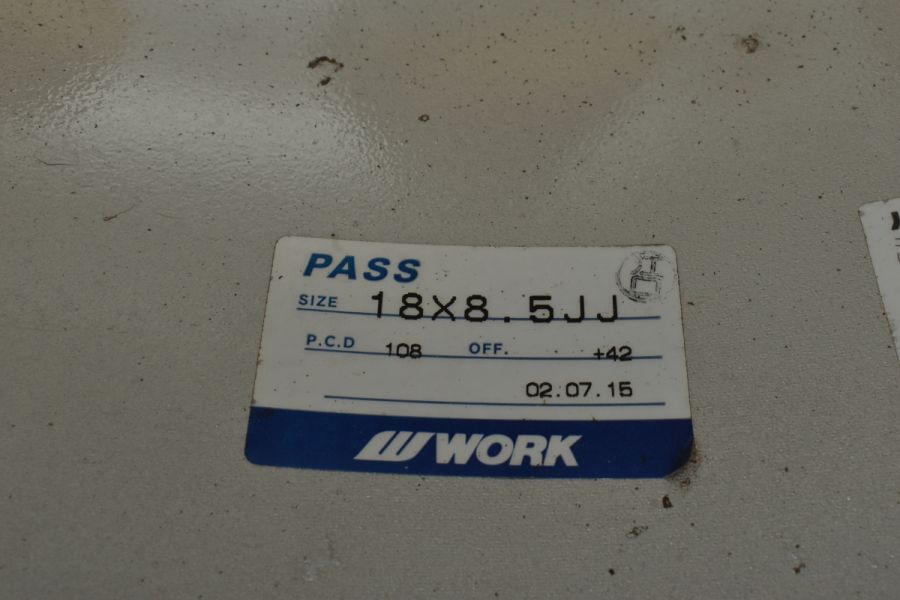 PASS
SIZE 18X8.5JJ
P.C.D 108 OFF. +42
02.07.15
WORK